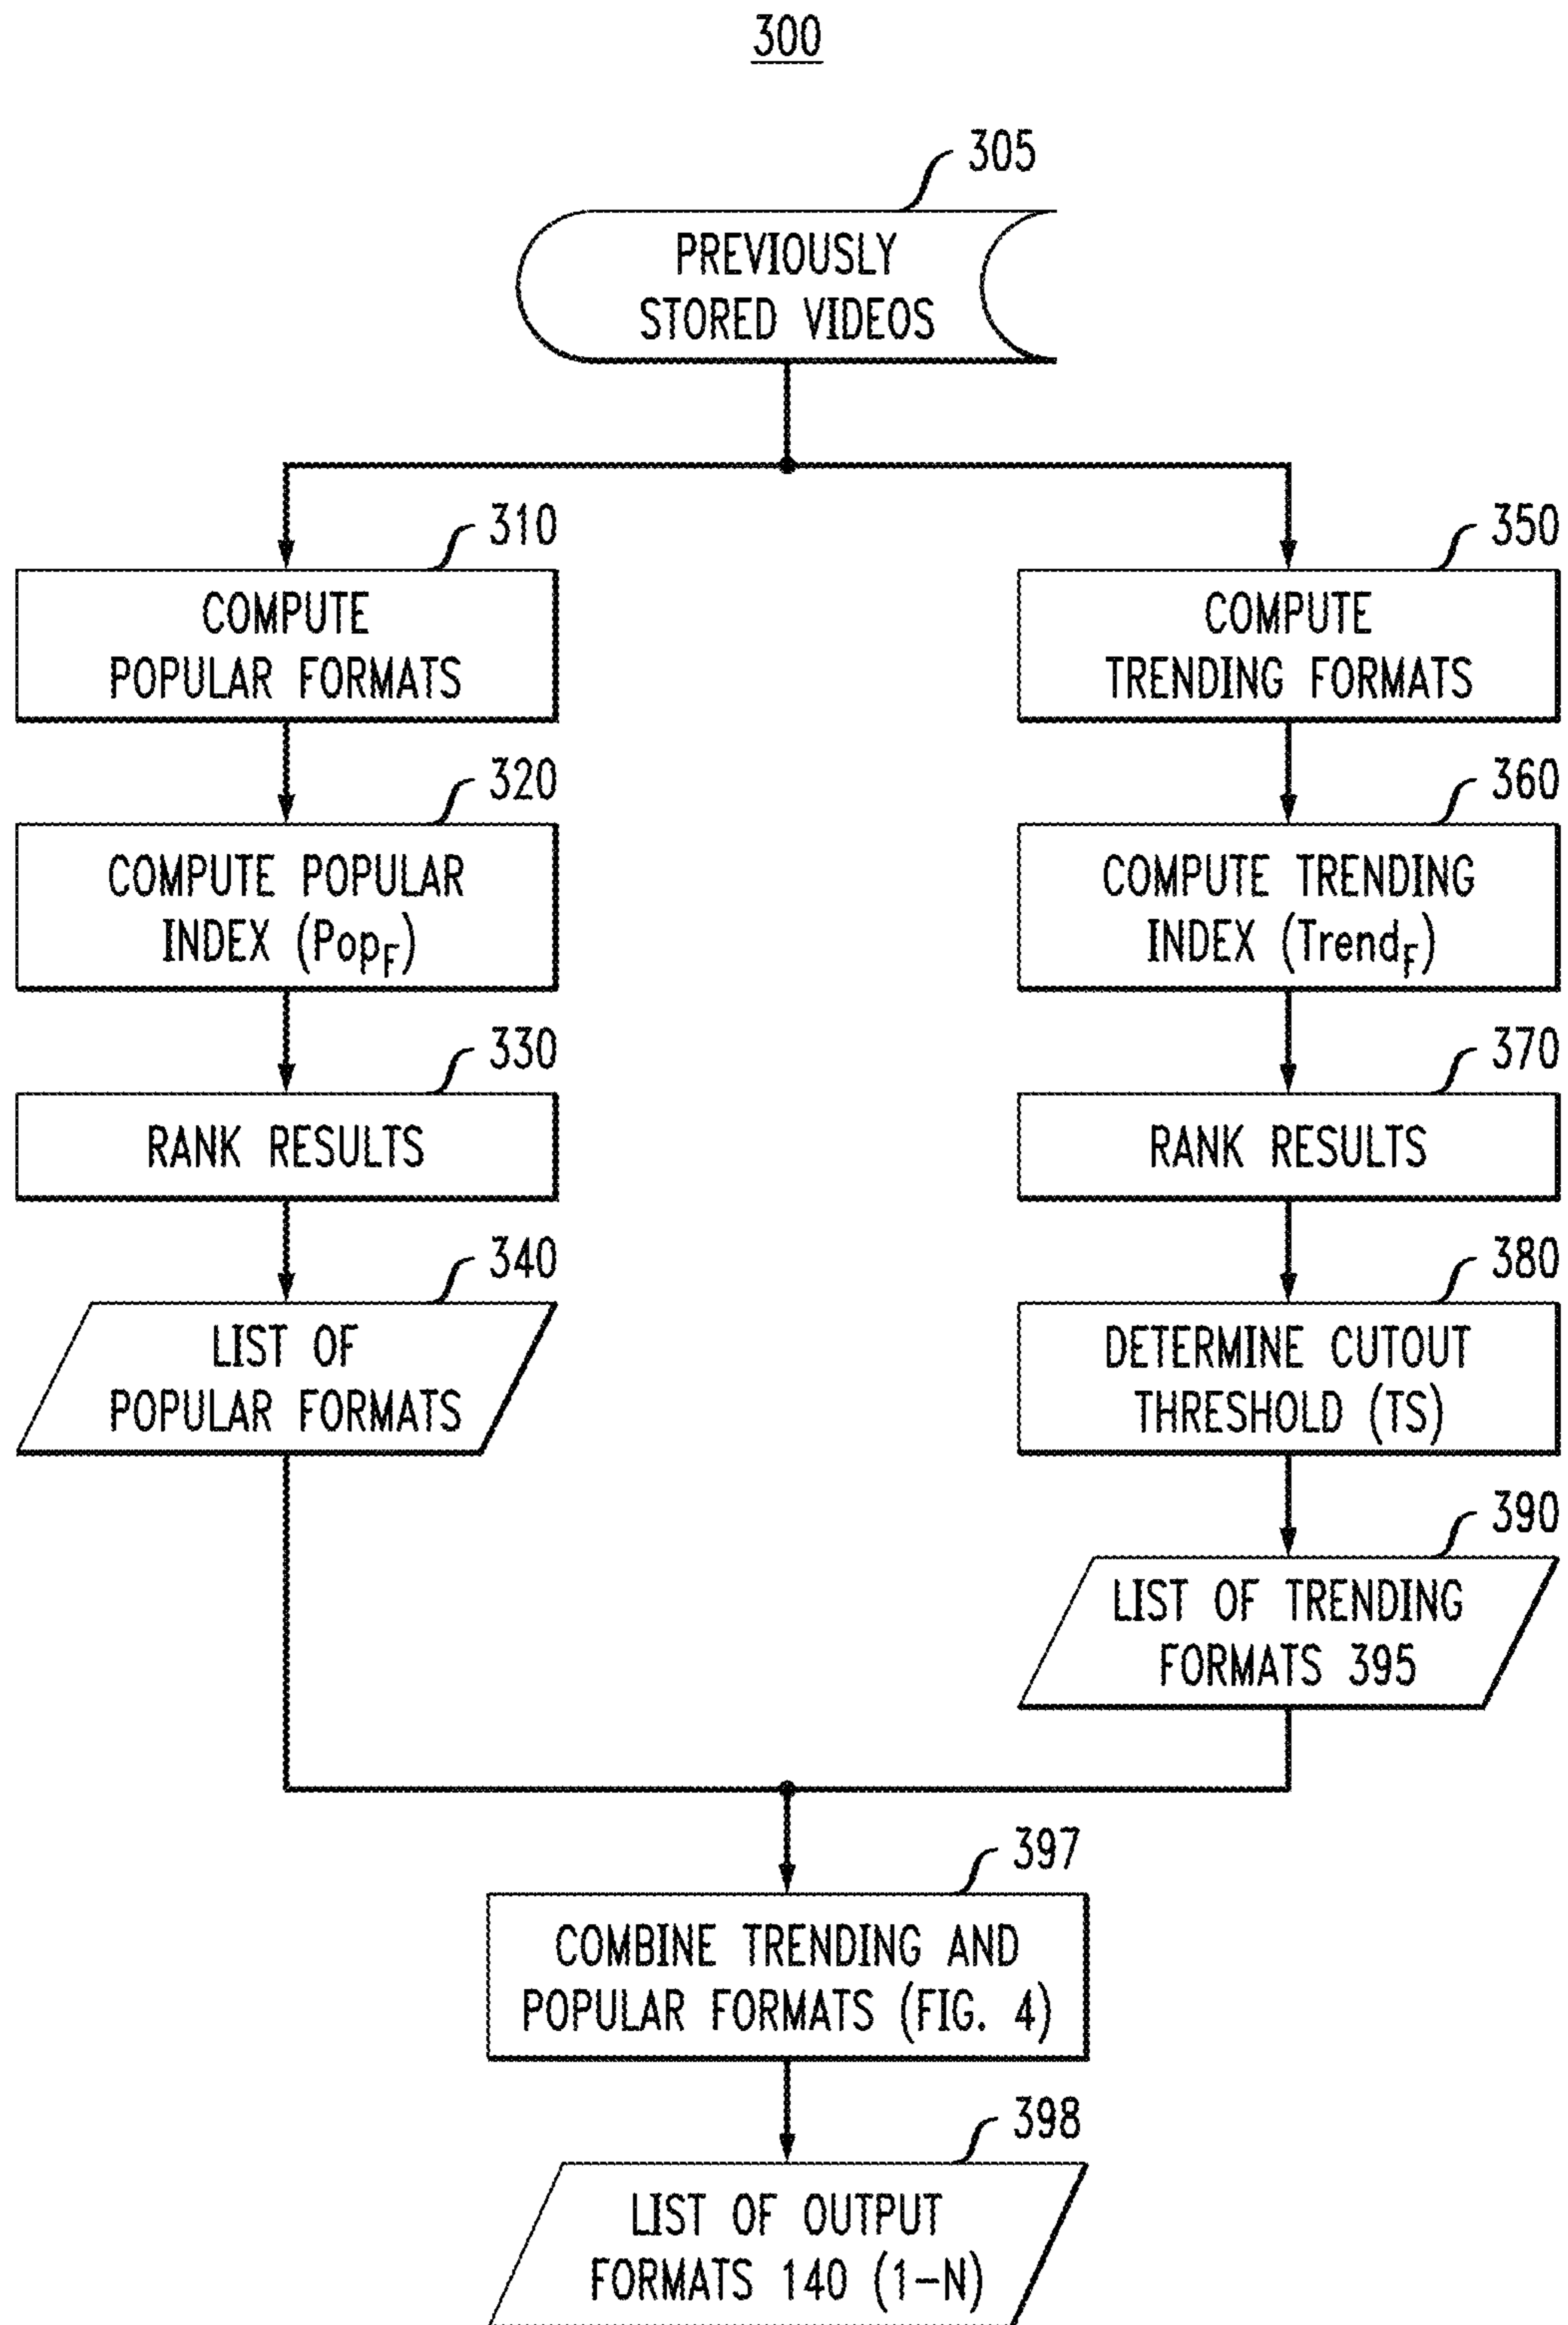 300
305
PREVIOUSLY
STORED VIDEOS
310
COMPUTE
POPULAR FORMATS
320
COMPUTE POPULAR
INDEX (PopF)
330
RANK RESULTS
340
LIST OF
POPULAR FORMATS
350
COMPUTE
TRENDING FORMATS
360
COMPUTE TRENDING
INDEX (TrendF)
370
RANK RESULTS
380
DETERMINE CUTOUT
THRESHOLD (TS)
390
LIST OF TRENDING
FORMATS 395
397
COMBINE TRENDING AND
POPULAR FORMATS (FIG. 4)
398
LIST OF OUTPUT
FORMATS 140 (1-N)